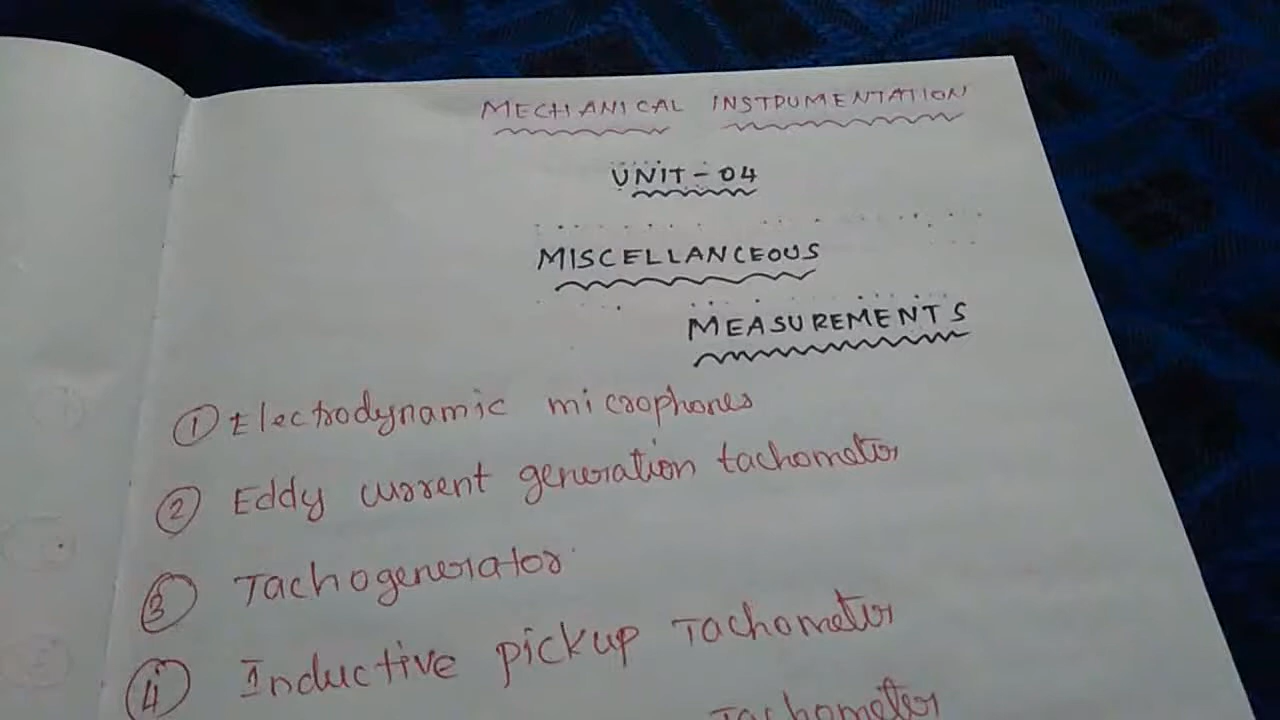 MECHANICAL INSTRUMENTATION
UNIT-04
MISCELLANCEOUS
MEASUREMENTS
① Electrodynamic microphones
② Eddy current generation tachometer
③ Tachogenerator
④ Inductive pickup Tachometer
Tachometer